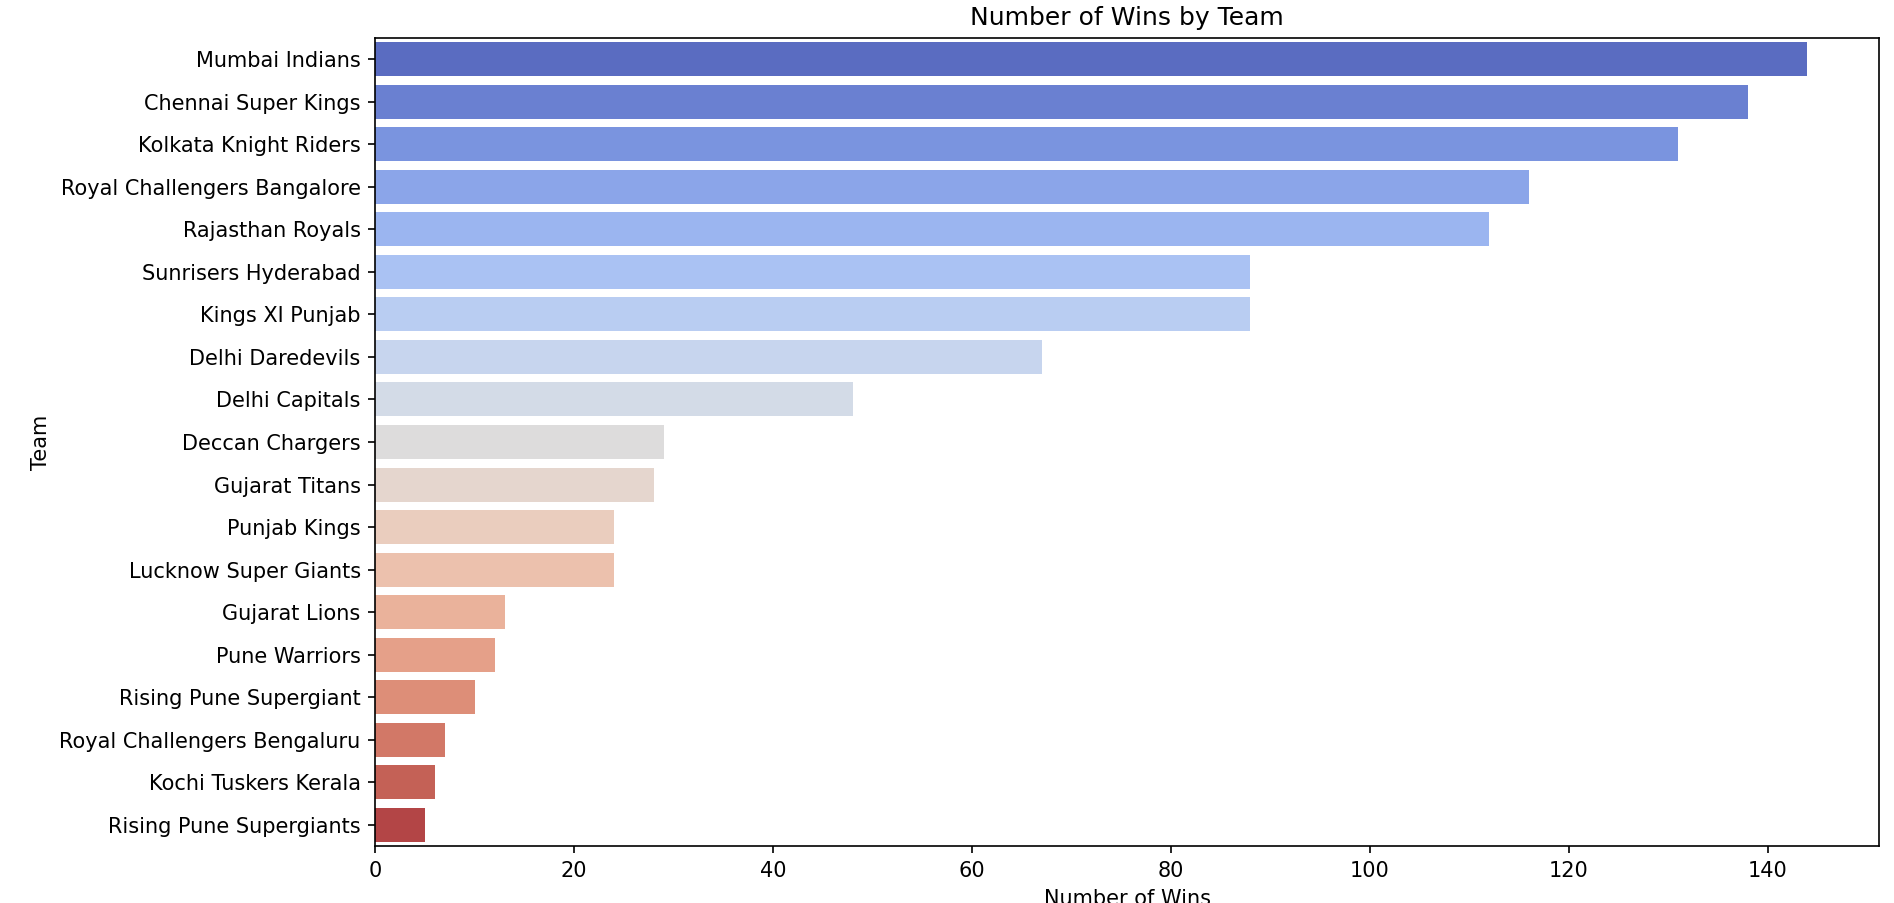 Number of Wins by Team
Mumbai Indians
Chennai Super Kings
Kolkata Knight Riders
Royal Challengers Bangalore
Rajasthan Royals
Sunrisers Hyderabad
Kings XI Punjab
Delhi Daredevils
Delhi Capitals
Deccan Chargers
Gujarat Titans
Punjab Kings
Lucknow Super Giants
Gujarat Lions
Pune Warriors
Rising Pune Supergiant
Royal Challengers Bengaluru
Kochi Tuskers Kerala
Rising Pune Supergiants
Team
0 20 40 60 80 100 120 140
Number of Wins